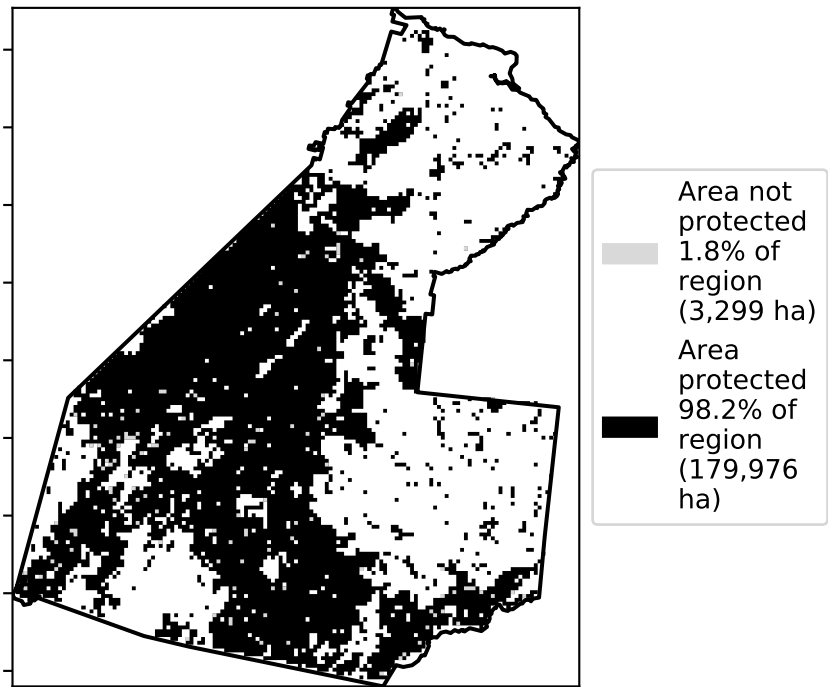 Area not
protected
1.8% of
region
(3,299 ha)
Area
protected
98.2% of
region
(179,976
ha)